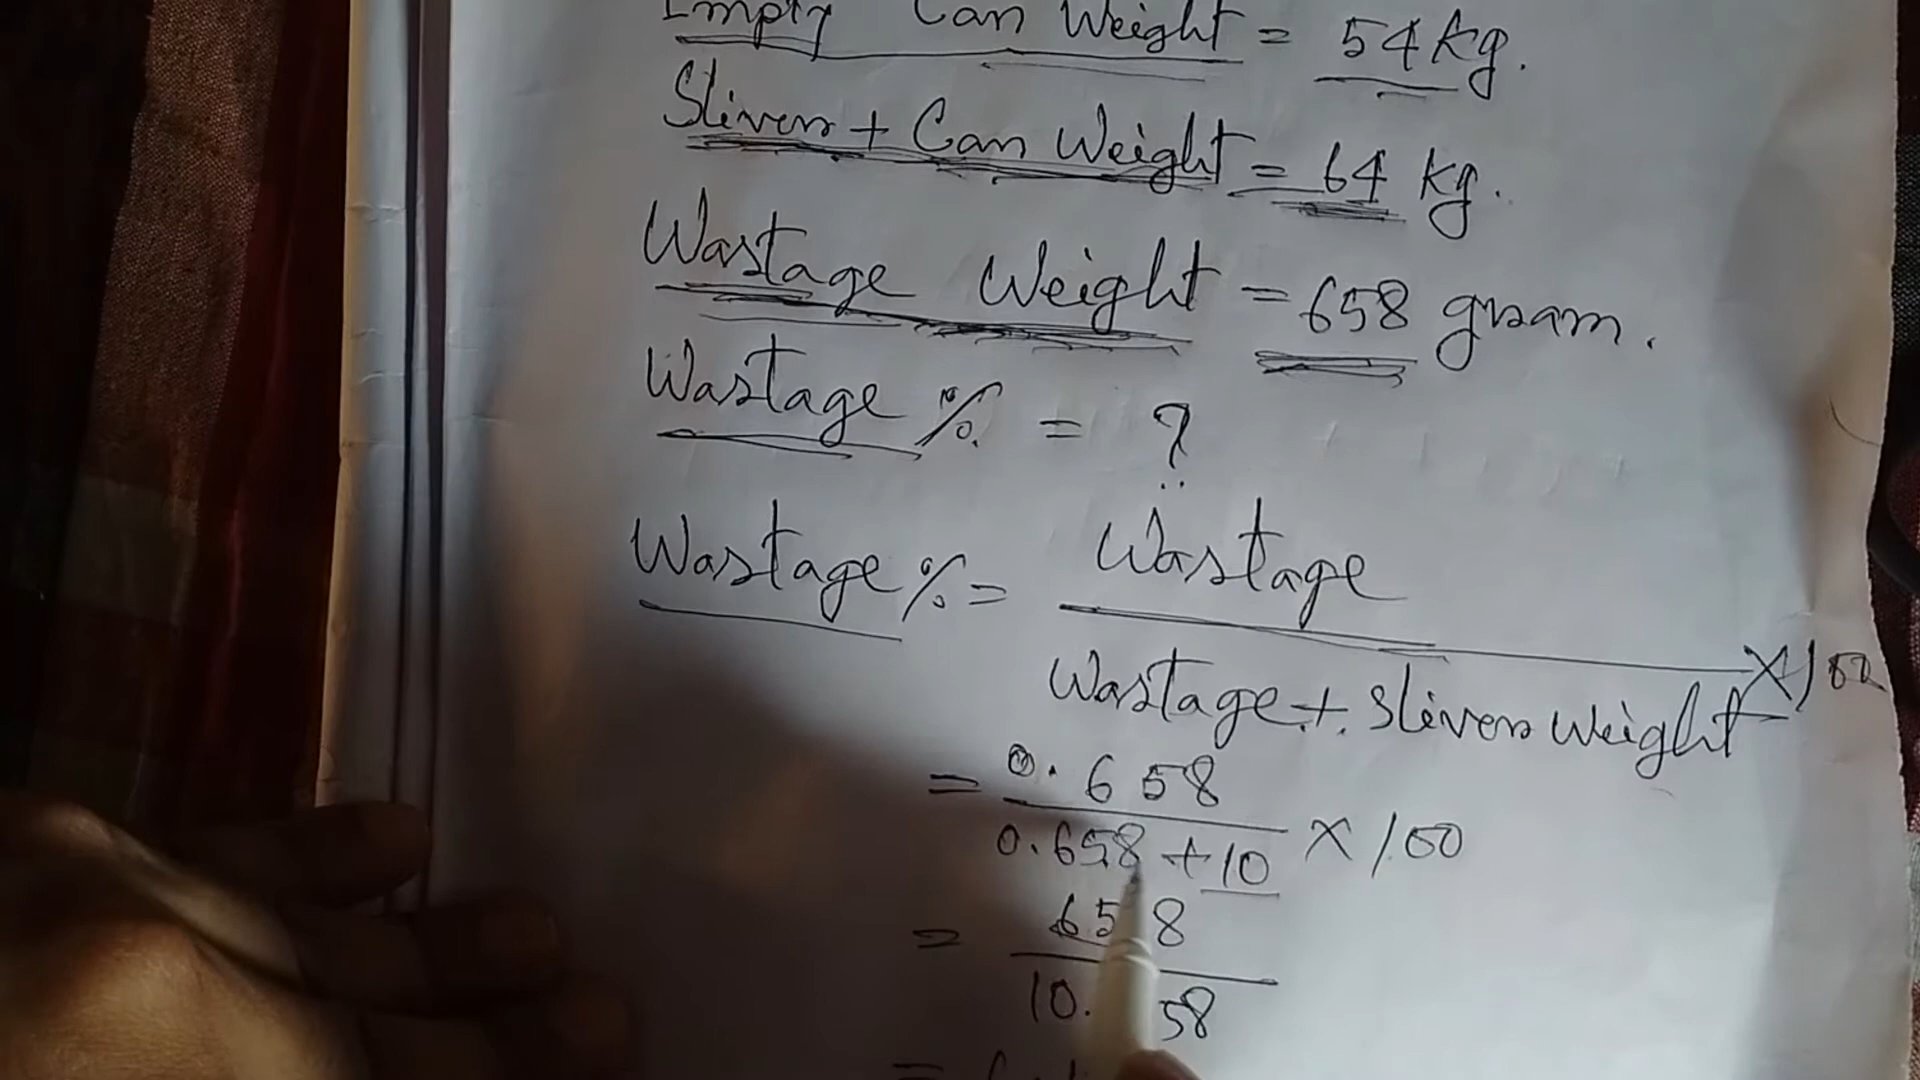 Empty Can Weight = 54 kg.
Sliver + Can Weight = 64 kg.
Wastage Weight = 658 gram.
Wastage % = ?
Wastage % = Wastage
Wastage + Sliver Weight × 100
= 0.658
0.658 + 10 × 100
= 658
10. 58
=